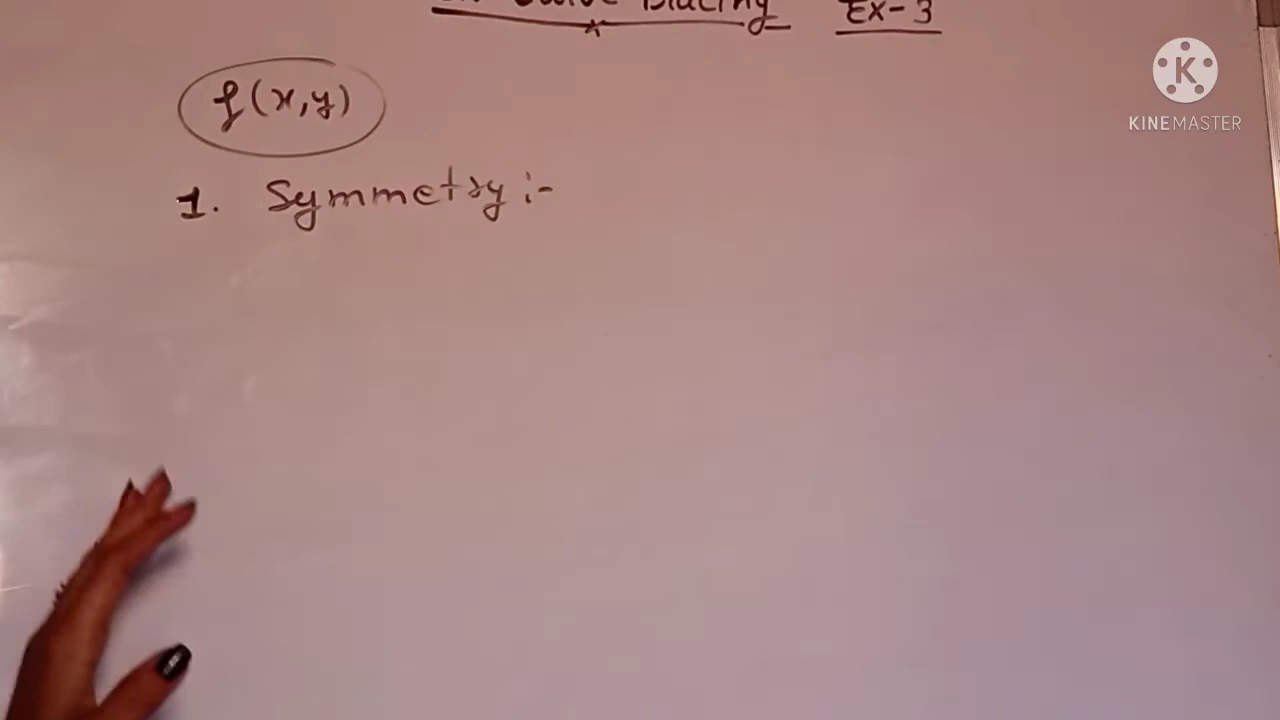 Ex-3
f(x,y)
1. Symmetry :-
KINEMASTER